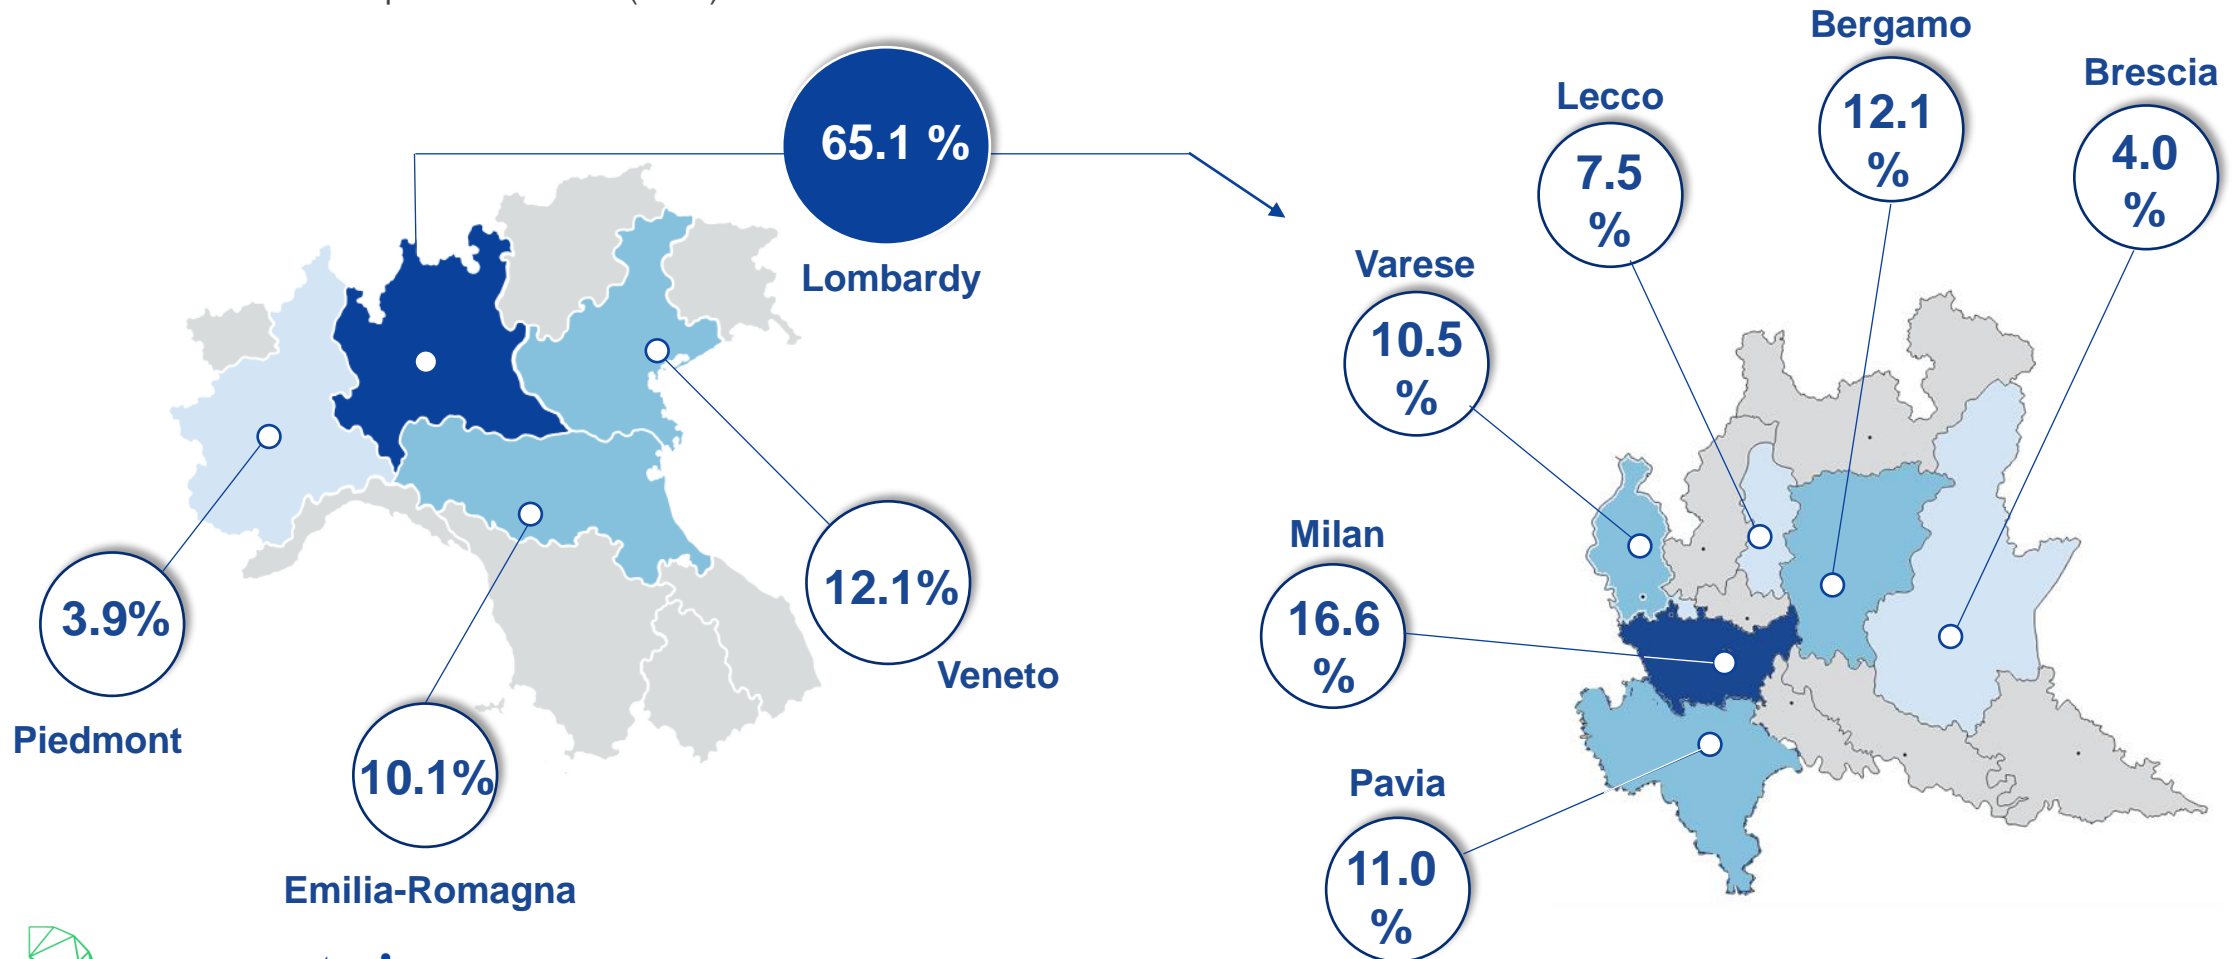 65.1 %
Lombardy
3.9%
Piedmont
10.1%
Emilia-Romagna
12.1%
Veneto
Bergamo
12.1
%
Brescia
4.0
%
Lecco
7.5
%
Varese
10.5
%
Milan
16.6
%
Pavia
11.0
%